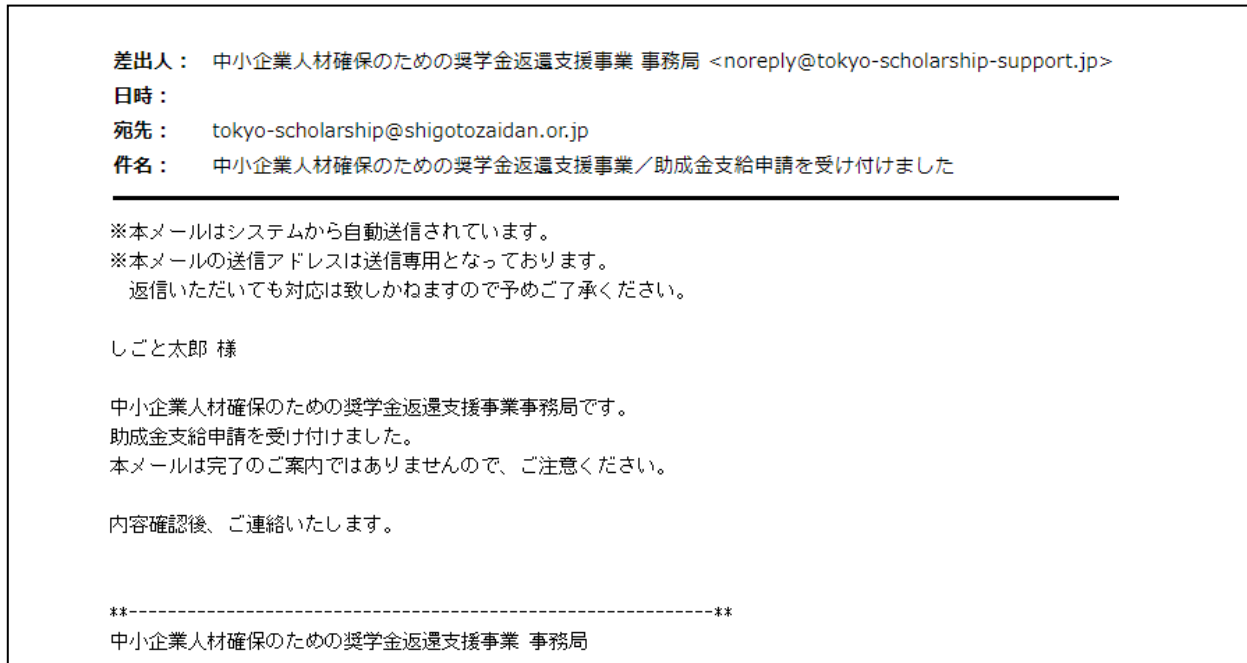 差出人： 中小企業人材確保のための奨学金返還支援事業 事務局 <noreply@tokyo-scholarship-support.jp>
日時：
宛先： tokyo-scholarship@shigotozaidan.or.jp
件名： 中小企業人材確保のための奨学金返還支援事業／助成金支給申請を受け付けました
※本メールはシステムから自動送信されています。
※本メールの送信アドレスは送信専用となっております。
　返信いただいても対応は致しかねますので予めご了承ください。
しごと太郎 様
中小企業人材確保のための奨学金返還支援事業事務局です。
助成金支給申請を受け付けました。
本メールは完了のご案内ではありませんので、ご注意ください。
内容確認後、ご連絡いたします。
**------------------------------------------------------------**
中小企業人材確保のための奨学金返還支援事業 事務局